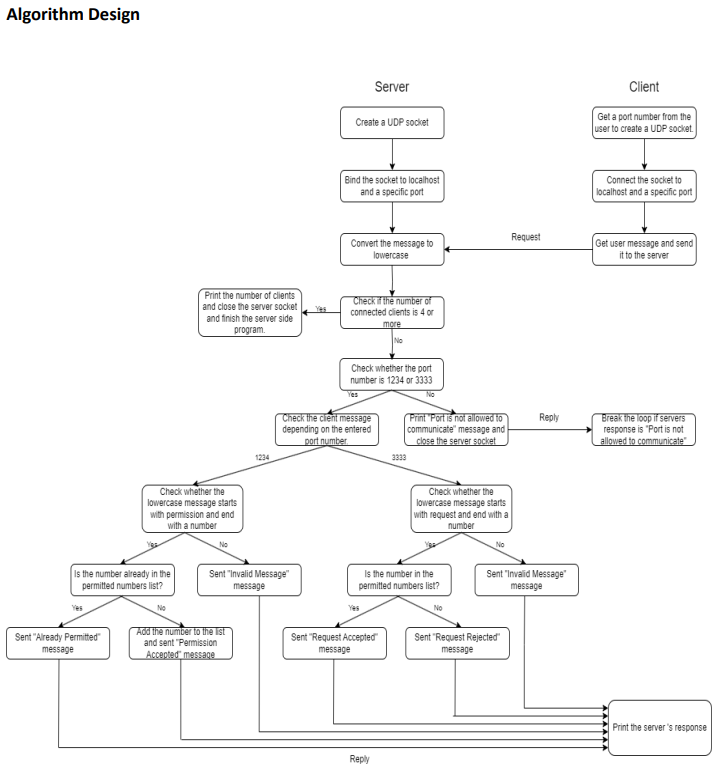 Algorithm Design
Server
Client
Create a UDP socket
Get a port number from the
user to create a UDP socket.
Bind the socket to localhost
and a specific port
Connect the socket to
localhost and a specific port
Convert the message to
lowercase
Request
Get user message and send
it to the server
Print the number of clients
and close the server socket
and finish the server side
program.
Yes
Check if the number of
connected clients is 4 or
more
No
Check whether the port
number is 1234 or 3333
Yes
No
Check the client message
depending on the entered
port number.
Print "Port is not allowed to
communicate" message and
close the server socket
Reply
Break the loop if servers
response is "Port is not
allowed to communicate"
1234
3333
Check whether the
lowercase message starts
with permission and end
with a number
Check whether the
lowercase message starts
with request and end with a
number
Yes
No
Yes
No
Is the number already in the
permitted numbers list?
Sent "Invalid Message"
message
Is the number in the
permitted numbers list?
Sent "Invalid Message"
message
Yes
No
Yes
No
Sent "Already Permitted"
message
Add the number to the list
and sent "Permission
Accepted" message
Sent "Request Accepted"
message
Sent "Request Rejected"
message
Print the server 's response
Reply